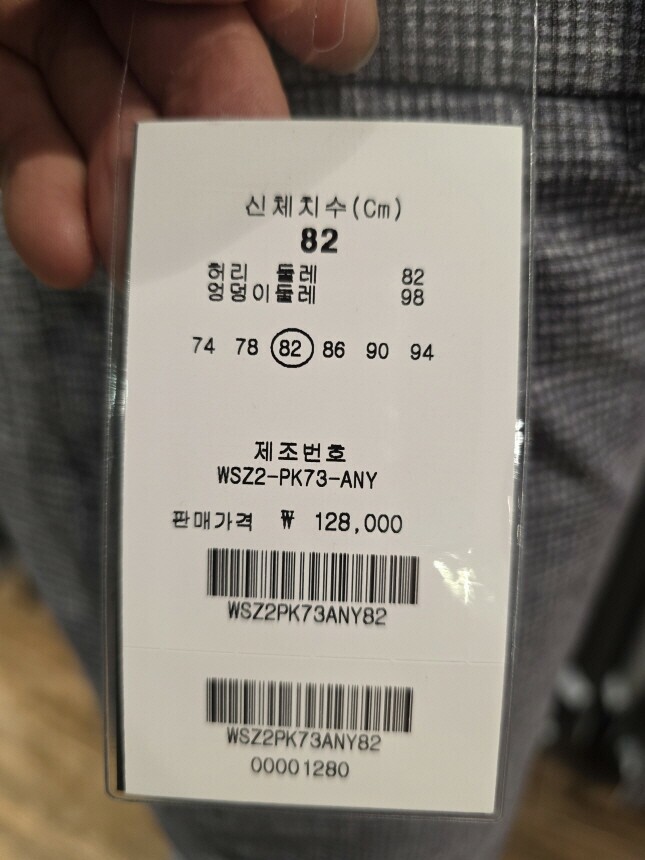 신체치수(Cm)
82
허리 둘레 82
엉덩이둘레 98
74 78 82 86 90 94
제조번호
WSZ2-PK73-ANY
판매가격 ₩ 128,000
WSZ2PK73ANY82
WSZ2PK73ANY82
00001280